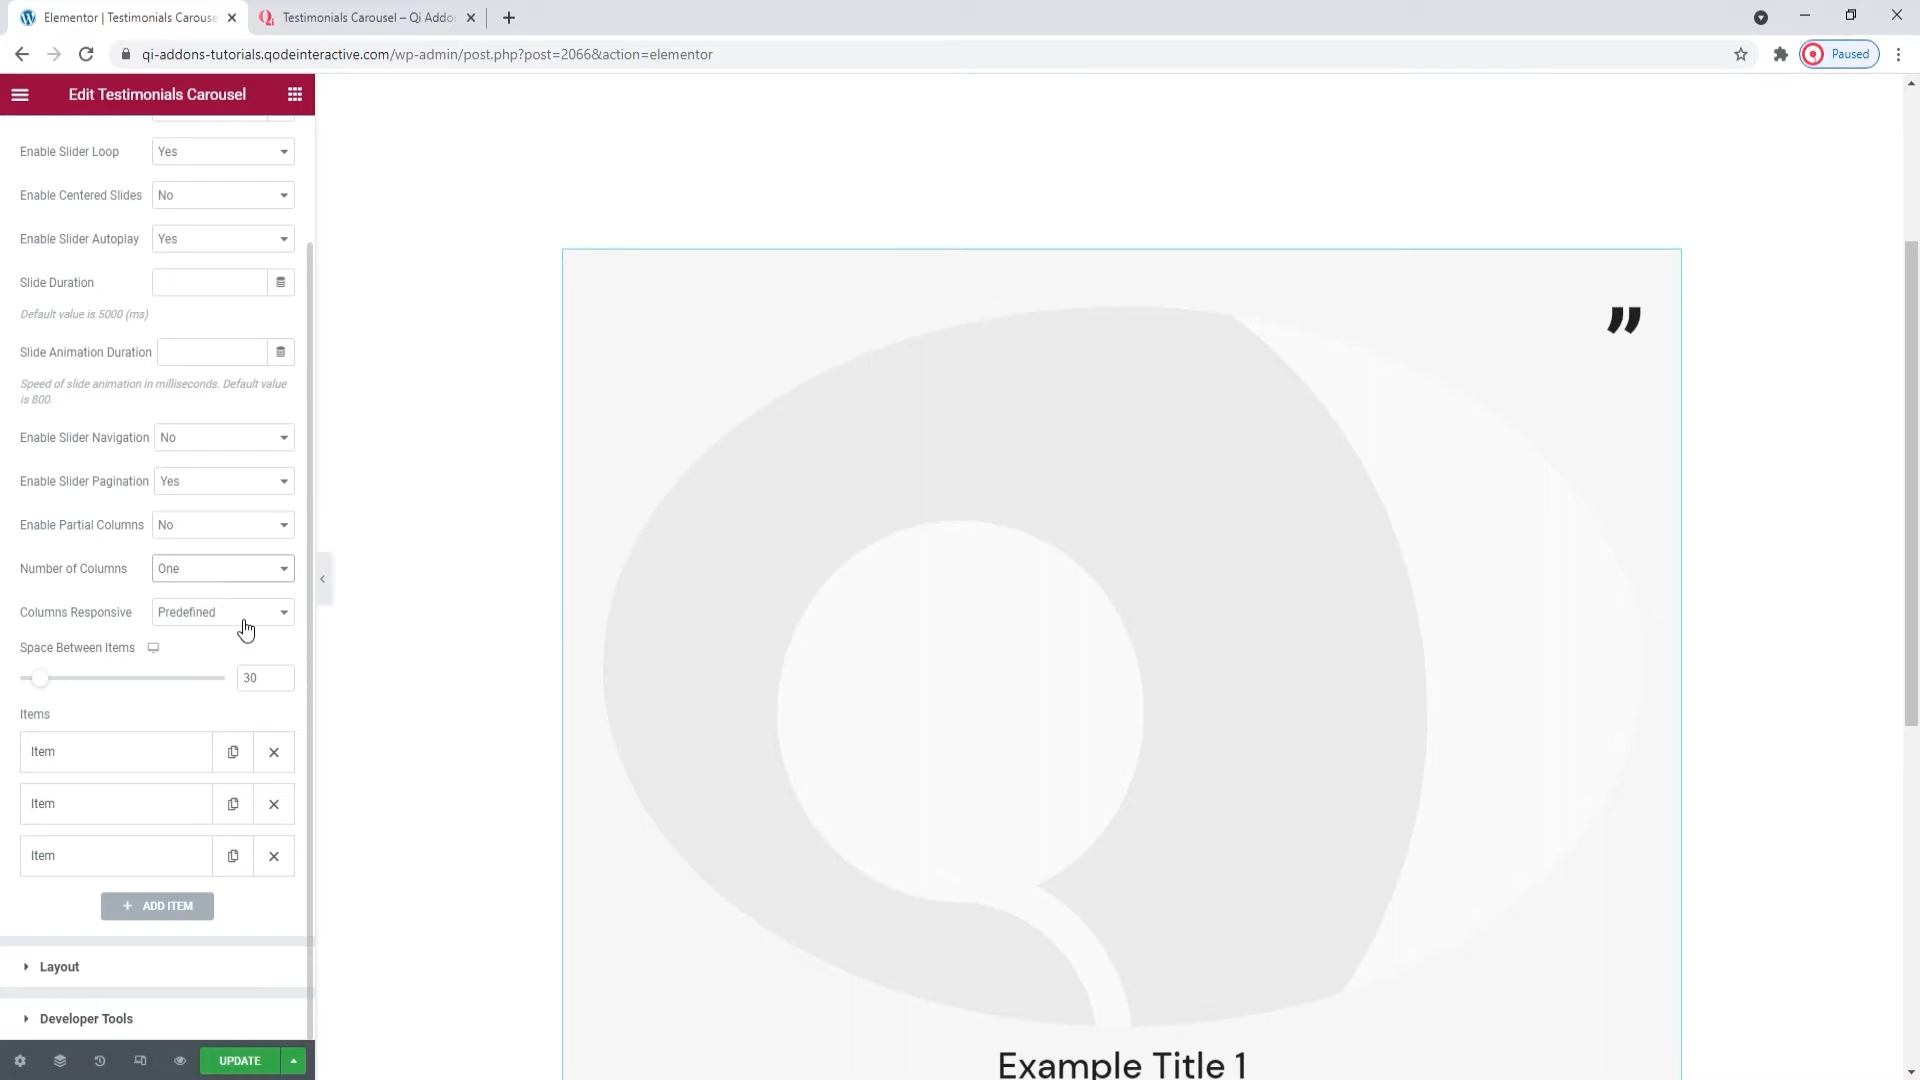 Elementor | Testimonials Carouse
Testimonials Carousel – Qi Addo
qi-addons-tutorials.qodeinteractive.com/wp-admin/post.php?post=2066&action=elementor
Paused
Edit Testimonials Carousel
Enable Slider Loop Yes
Enable Centered Slides No
Enable Slider Autoplay Yes
Slide Duration
Default value is 5000 (ms)
Slide Animation Duration
Speed of slide animation in milliseconds. Default value
is 800.
Enable Slider Navigation No
Enable Slider Pagination Yes
Enable Partial Columns No
Number of Columns One
Columns Responsive Predefined
Space Between Items
30
Items
Item
Item
Item
+ ADD ITEM
Layout
Developer Tools
UPDATE
”
Example Title 1